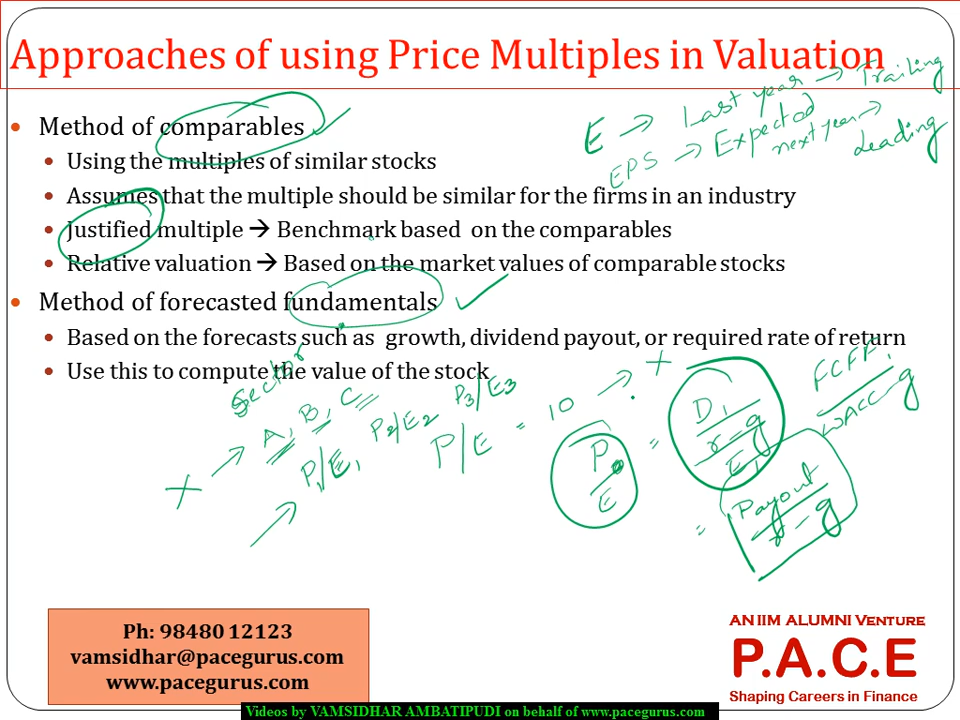 Approaches of using Price Multiples in Valuation
E → Last year → Trailing
EPS → Expected next year → Leading
• Method of comparables
• Using the multiples of similar stocks
• Assumes that the multiple should be similar for the firms in an industry
• Justified multiple → Benchmark based on the comparables
• Relative valuation → Based on the market values of comparable stocks
• Method of forecasted fundamentals
• Based on the forecasts such as growth, dividend payout, or required rate of return
• Use this to compute the value of the stock
Sector
X → A, B, C
P1/E1 P2/E2 P3/E3
P/E = 10 → X
P0/E = D1/r-g/E1
= Payout/r-g
FCFF1/WACC-g
Ph: 98480 12123
vamsidhar@pacegurus.com
www.pacegurus.com
AN IIM ALUMNI VENTURE
P.A.C.E
Shaping Careers in Finance
Videos by VAMSIDHAR AMBATIPUDI on behalf of www.pacegurus.com